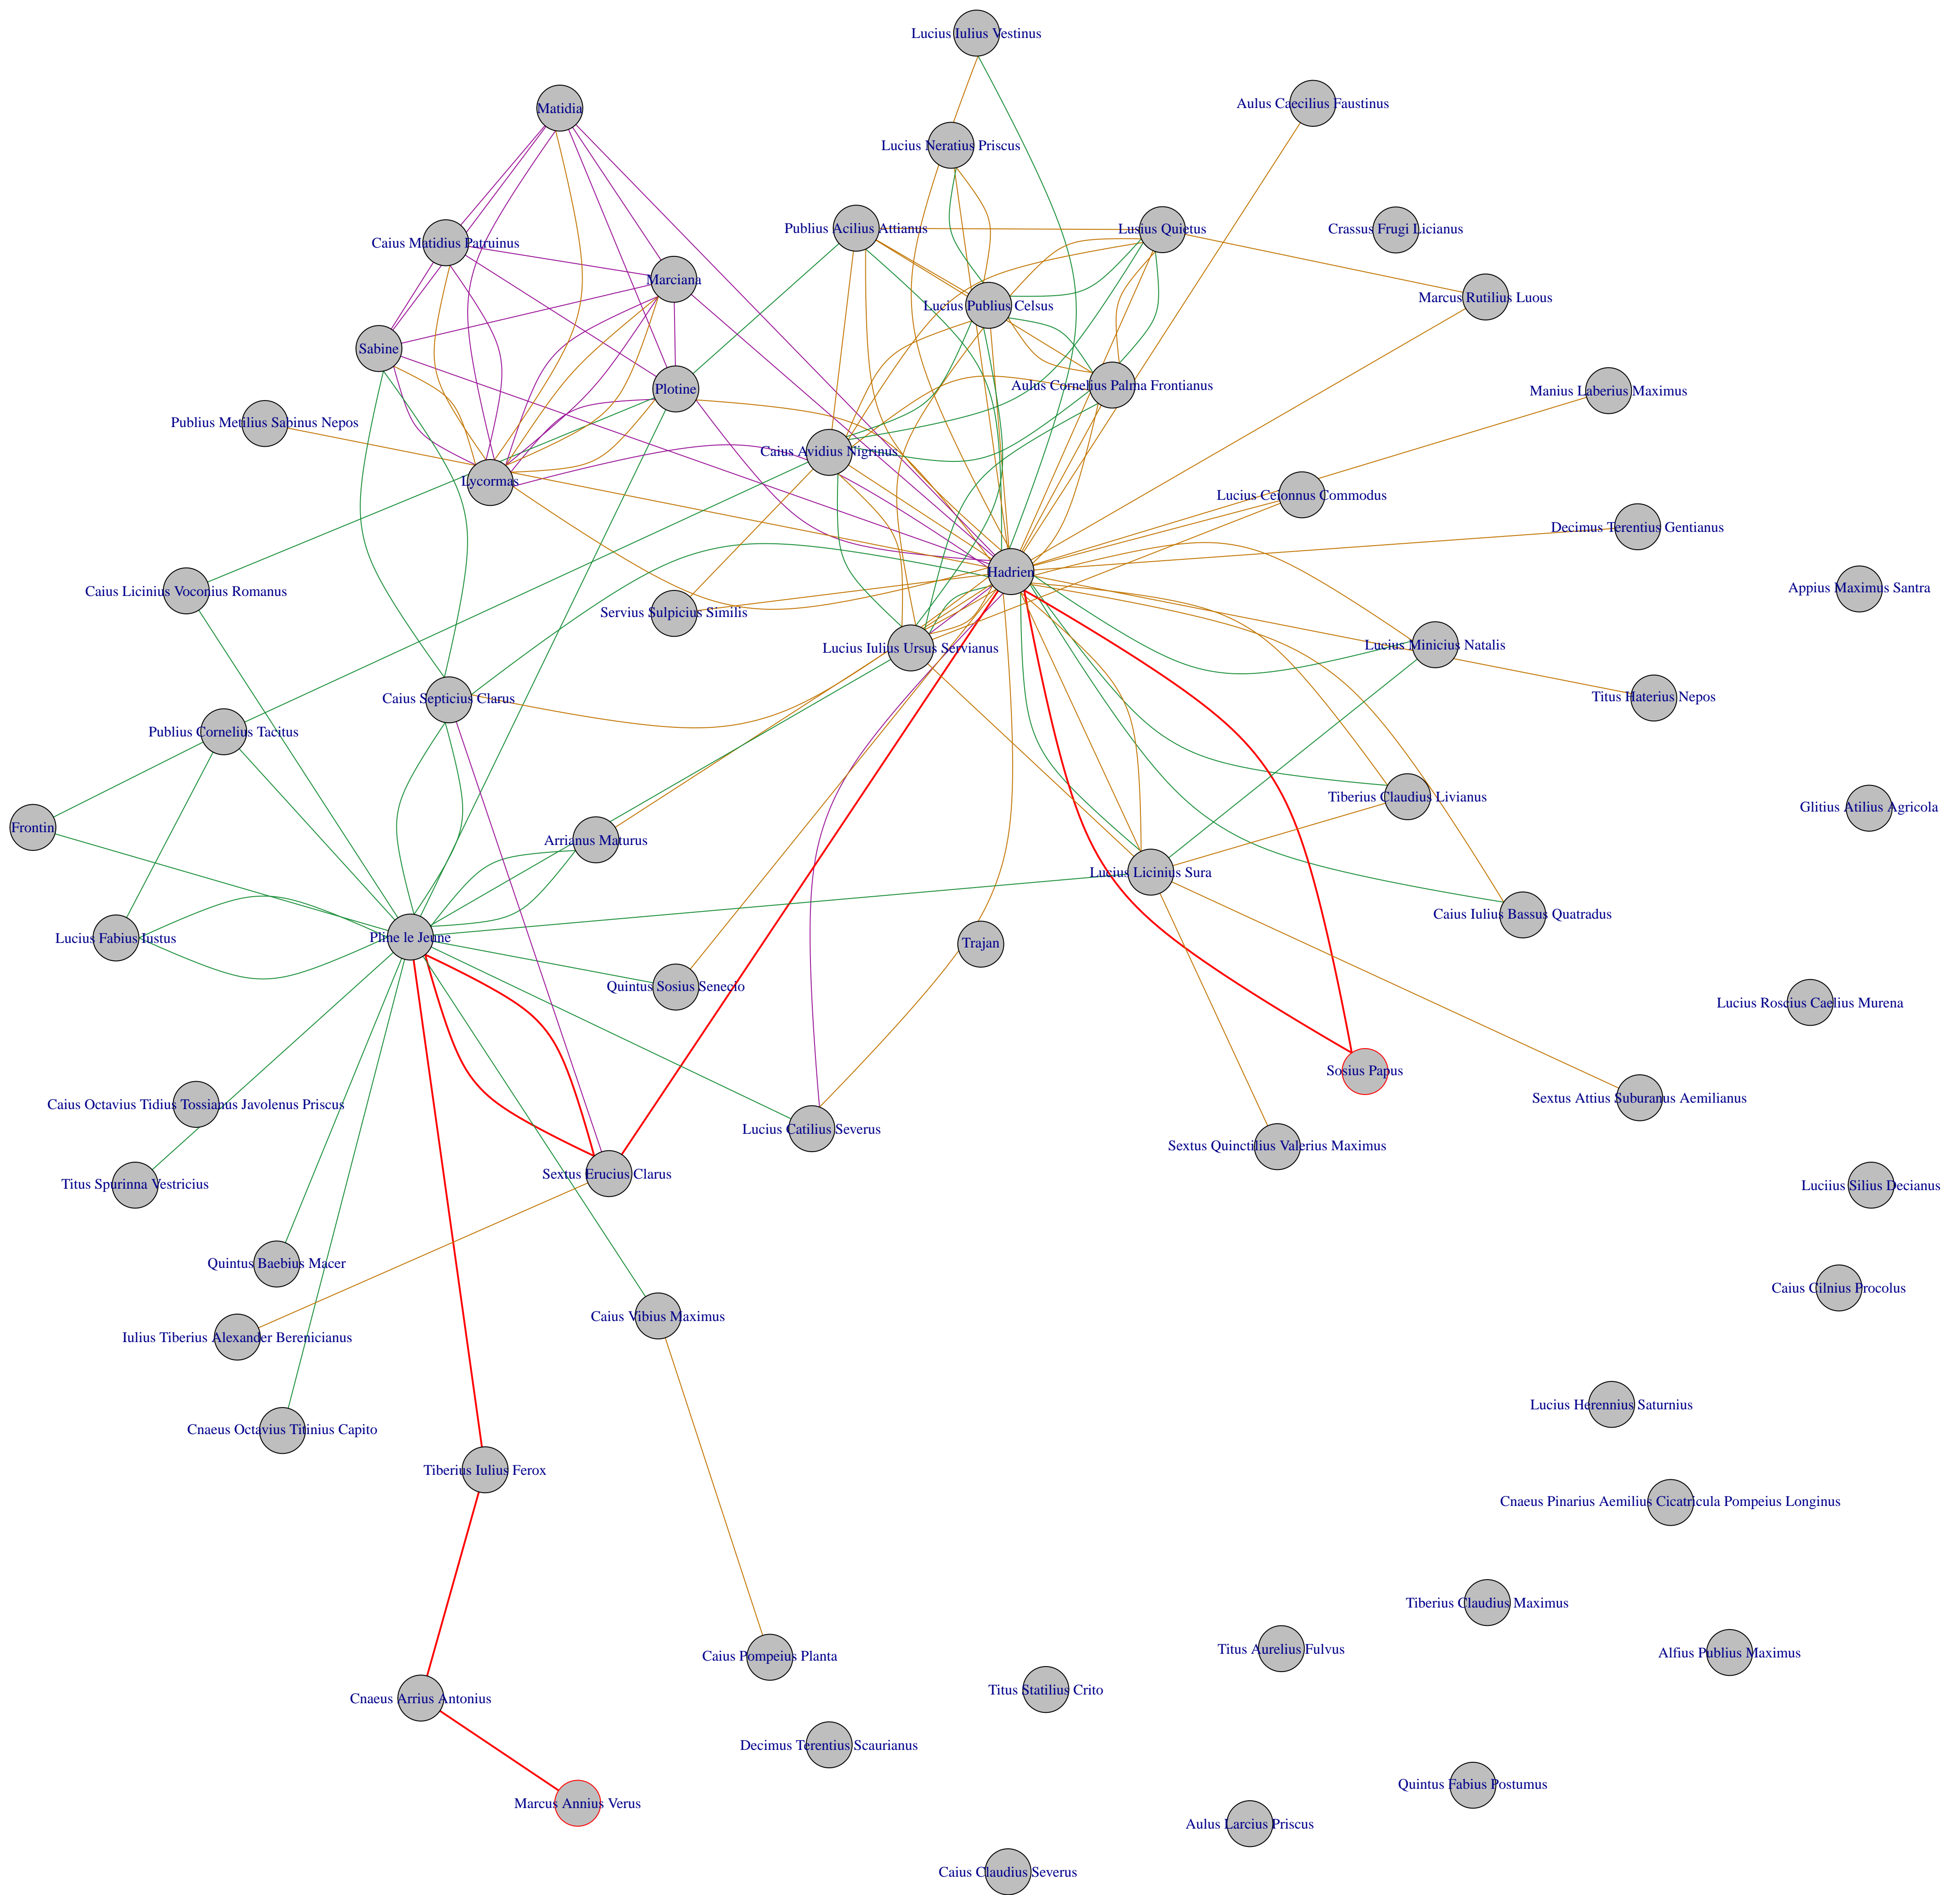 Lucius Iulius Vestinus
Matidia
Aulus Caecilius Faustinus
Lucius Neratius Priscus
Caius Matidius Patruinus
Publius Acilius Attianus
Lusius Quietus
Crassus Frugi Licianus
Marciana
Marcus Rutilius Luous
Lucius Publius Celsus
Sabine
Plotine
Aulus Cornelius Palma Frontianus
Manius Laberius Maximus
Publius Metilius Sabinus Nepos
Caius Avidius Nigrinus
Lycormas
Lucius Ceionnus Commodus
Decimus Terentius Gentianus
Hadrien
Caius Licinius Voconius Romanus
Appius Maximus Santra
Servius Sulpicius Similis
Lucius Iulius Ursus Servianus
Lucius Minicius Natalis
Caius Septicius Clarus
Titus Haterius Nepos
Publius Cornelius Tacitus
Tiberius Claudius Livianus
Glitius Atilius Agricola
Frontin
Arrianus Maturus
Lucius Licinius Sura
Caius Iulius Bassus Quatradus
Lucius Fabius Iustus
Pline le Jeune
Trajan
Quintus Sosius Senecio
Lucius Roscius Caelius Murena
Sosius Papus
Caius Octavius Tidius Tossianus Javolenus Priscus
Sextus Attius Suburanus Aemilianus
Lucius Catilius Severus
Sextus Quinctilius Valerius Maximus
Sextus Erucius Clarus
Titus Spurinna Vestricius
Luciius Silius Decianus
Quintus Baebius Macer
Caius Cilnius Procolus
Caius Vibius Maximus
Iulius Tiberius Alexander Berenicianus
Lucius Herennius Saturnius
Cnaeus Octavius Titinius Capito
Tiberius Iulius Ferox
Cnaeus Pinarius Aemilius Cicatricula Pompeius Longinus
Tiberius Claudius Maximus
Titus Aurelius Fulvus
Alfius Publius Maximus
Caius Pompeius Planta
Titus Statilius Crito
Cnaeus Arrius Antonius
Decimus Terentius Scaurianus
Quintus Fabius Postumus
Marcus Annius Verus
Aulus Larcius Priscus
Caius Claudius Severus